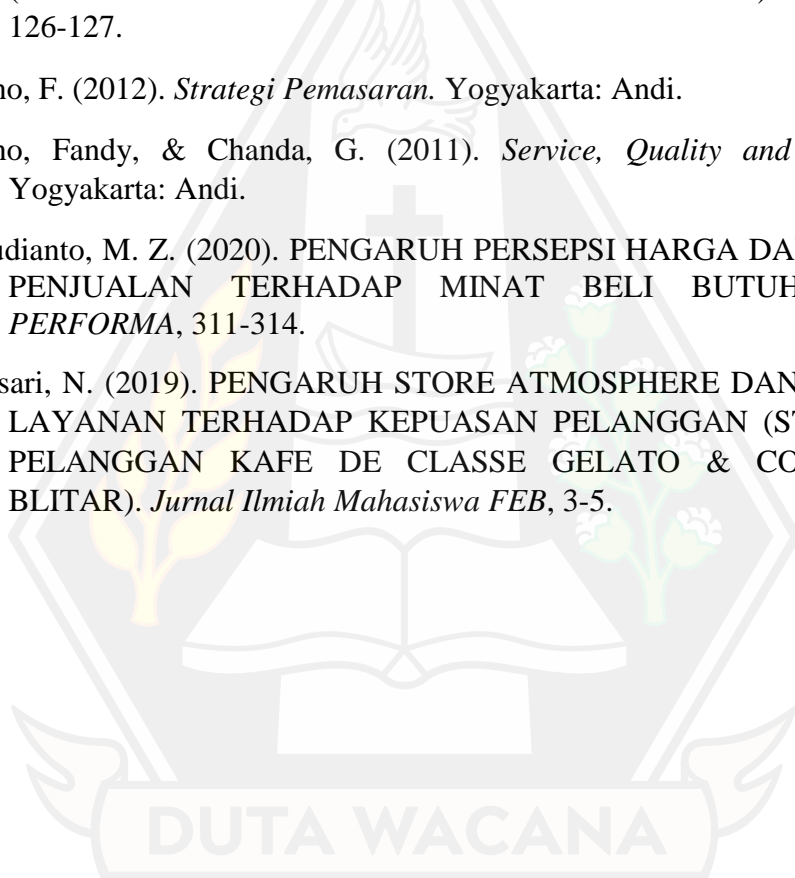 126-127.
no, F. (2012). Strategi Pemasaran. Yogyakarta: Andi.
no, Fandy, & Chanda, G. (2011). Service, Quality and
Yogyakarta: Andi.
udianto, M. Z. (2020). PENGARUH PERSEPSI HARGA DA
PENJUALAN TERHADAP MINAT BELI BUTUH
PERFORMA, 311-314.
sari, N. (2019). PENGARUH STORE ATMOSPHERE DAN
LAYANAN TERHADAP KEPUASAN PELANGGAN (ST
PELANGGAN KAFE DE CLASSE GELATO & CO
BLITAR). Jurnal Ilmiah Mahasiswa FEB, 3-5.
DUTA WACANA